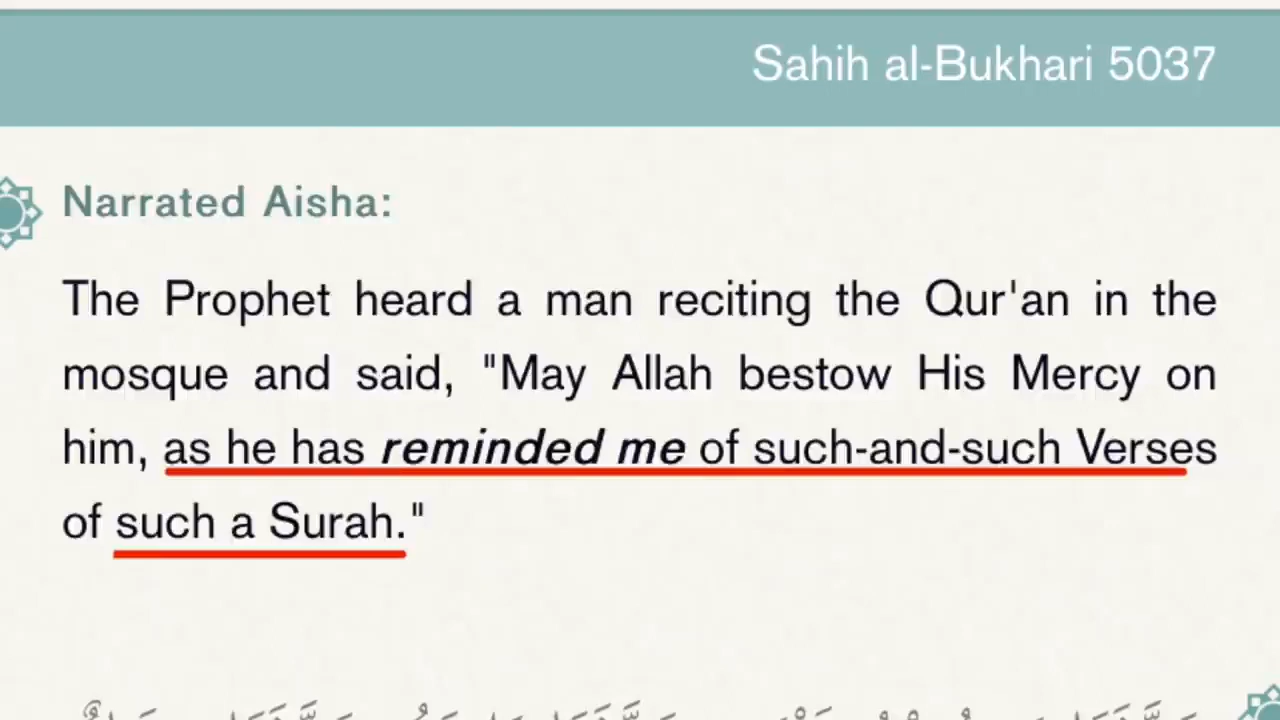 Sahih al-Bukhari 5037
Narrated Aisha:
The Prophet heard a man reciting the Qur'an in the
mosque and said, "May Allah bestow His Mercy on
him, as he has reminded me of such-and-such Verses
of such a Surah."